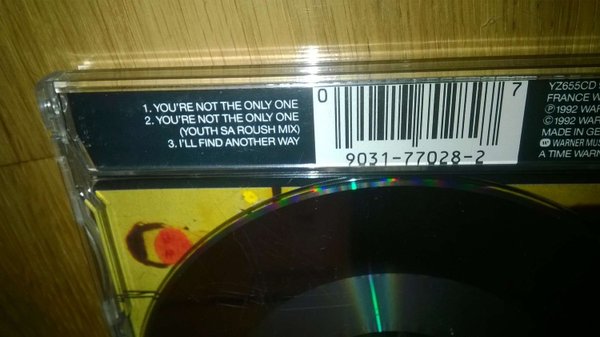 1. YOU'RE NOT THE ONLY ONE
2. YOU'RE NOT THE ONLY ONE
(YOUTH SA ROUSH MIX)
3. I'LL FIND ANOTHER WAY
0 7
9031-77028-2
YZ655CD
FRANCE W
Ⓟ1992 WAR
©1992 WAR
MADE IN GE
WARNER MUS
A TIME WARN